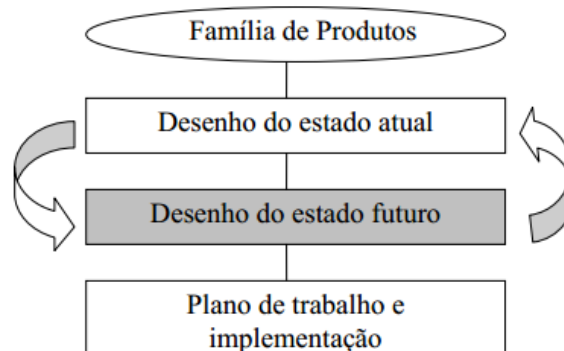 Família de Produtos
Desenho do estado atual
Desenho do estado futuro
Plano de trabalho e
implementação